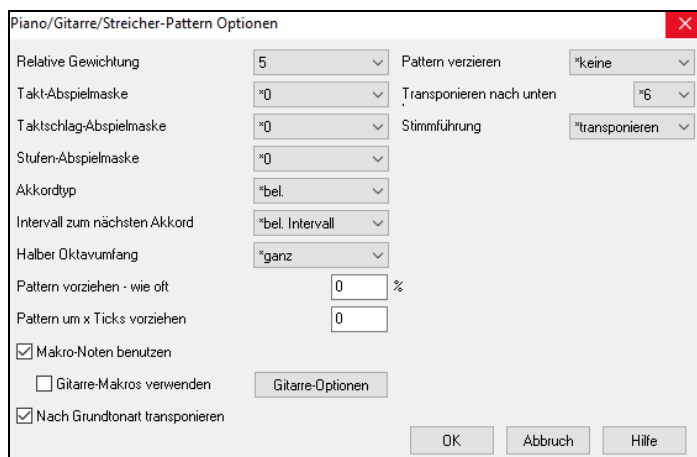 Piano/Gitarre/Streicher-Pattern Optionen
Relative Gewichtung 5 Pattern verzieren *keine
Takt-Abspielmaske *0 Transponieren nach unten *6
Taktschlag-Abspielmaske *0 Stimmführung *transponieren
Stufen-Abspielmaske *0
Akkordtyp *bel.
Intervall zum nächsten Akkord *bel. Intervall
Halber Oktavumfang *ganz
Pattern vorziehen - wie oft 0 %
Pattern um x Ticks vorziehen 0
Makro-Noten benutzen
Gitarre-Makros verwenden Gitarre-Optionen
Nach Grundtonart transponieren
OK Abbruch Hilfe